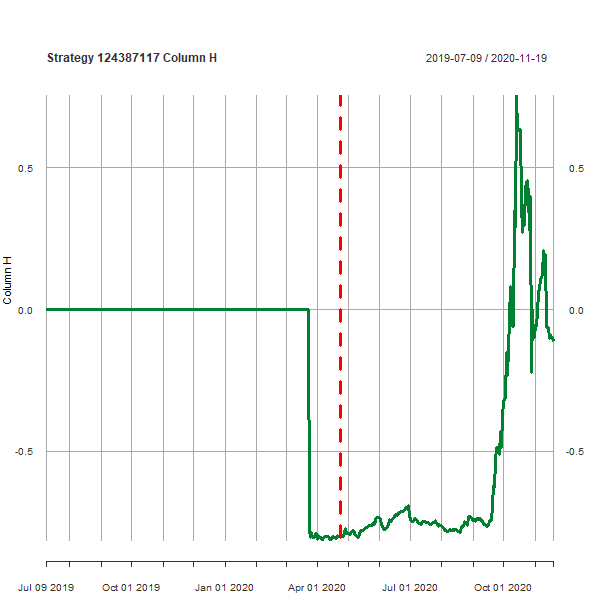 Strategy 124387117 Column H
2019-07-09 / 2020-11-19
0.5
0.5
Column H
0.0
0.0
-0.5
-0.5
Jul 09 2019
Oct 01 2019
Jan 01 2020
Apr 01 2020
Jul 01 2020
Oct 01 2020